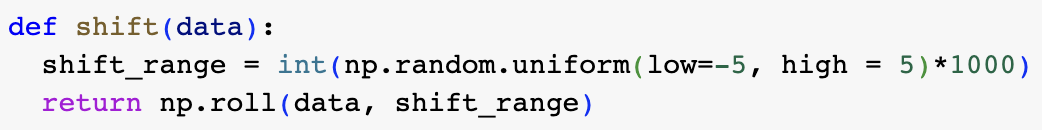 def shift(data):
  shift_range = int(np.random.uniform(low=-5, high = 5)*1000)
  return np.roll(data, shift_range)